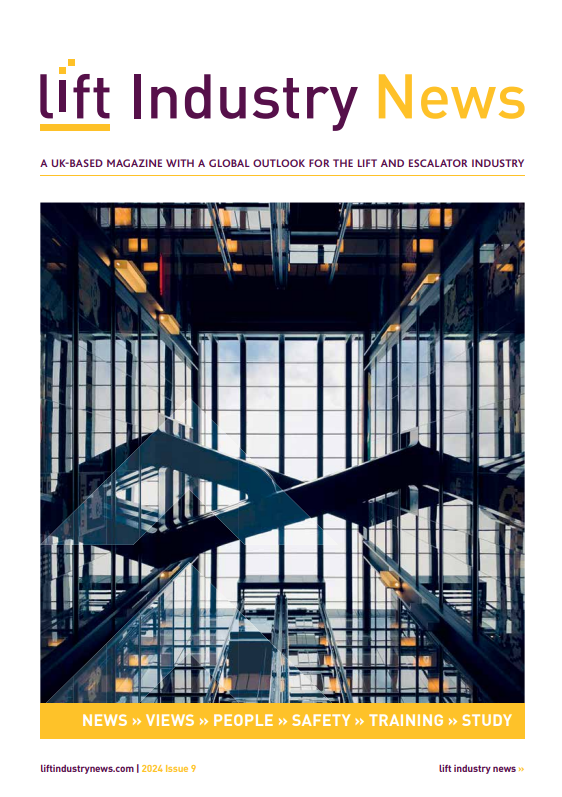 lift Industry News
A UK-BASED MAGAZINE WITH A GLOBAL OUTLOOK FOR THE LIFT AND ESCALATOR INDUSTRY
NEWS » VIEWS » PEOPLE » SAFETY » TRAINING » STUDY
liftindustrynews.com | 2024 Issue 9
lift industry news »